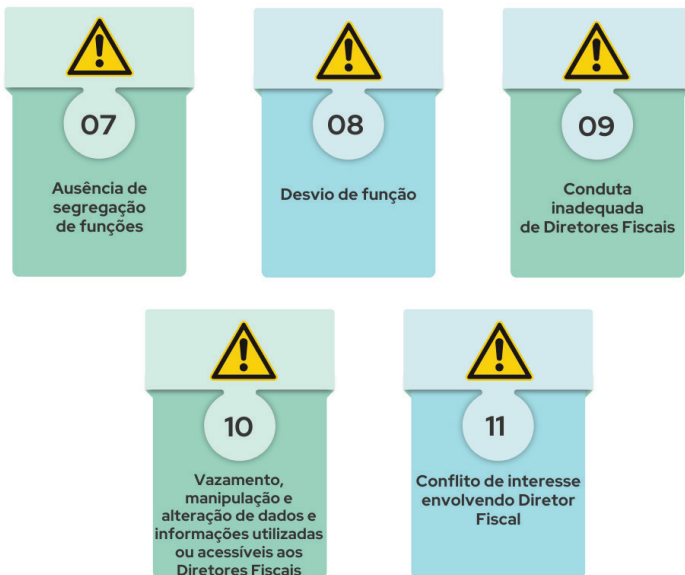 07
Ausência de
segregação
de funções
08
Desvio de função
09
Conduta
inadequada
de Diretores Fiscais
10
Vazamento,
manipulação e
alteração de dados e
informações utilizadas
ou acessíveis aos
Diretores Fiscais
11
Conflito de interesse
envolvendo Diretor
Fiscal